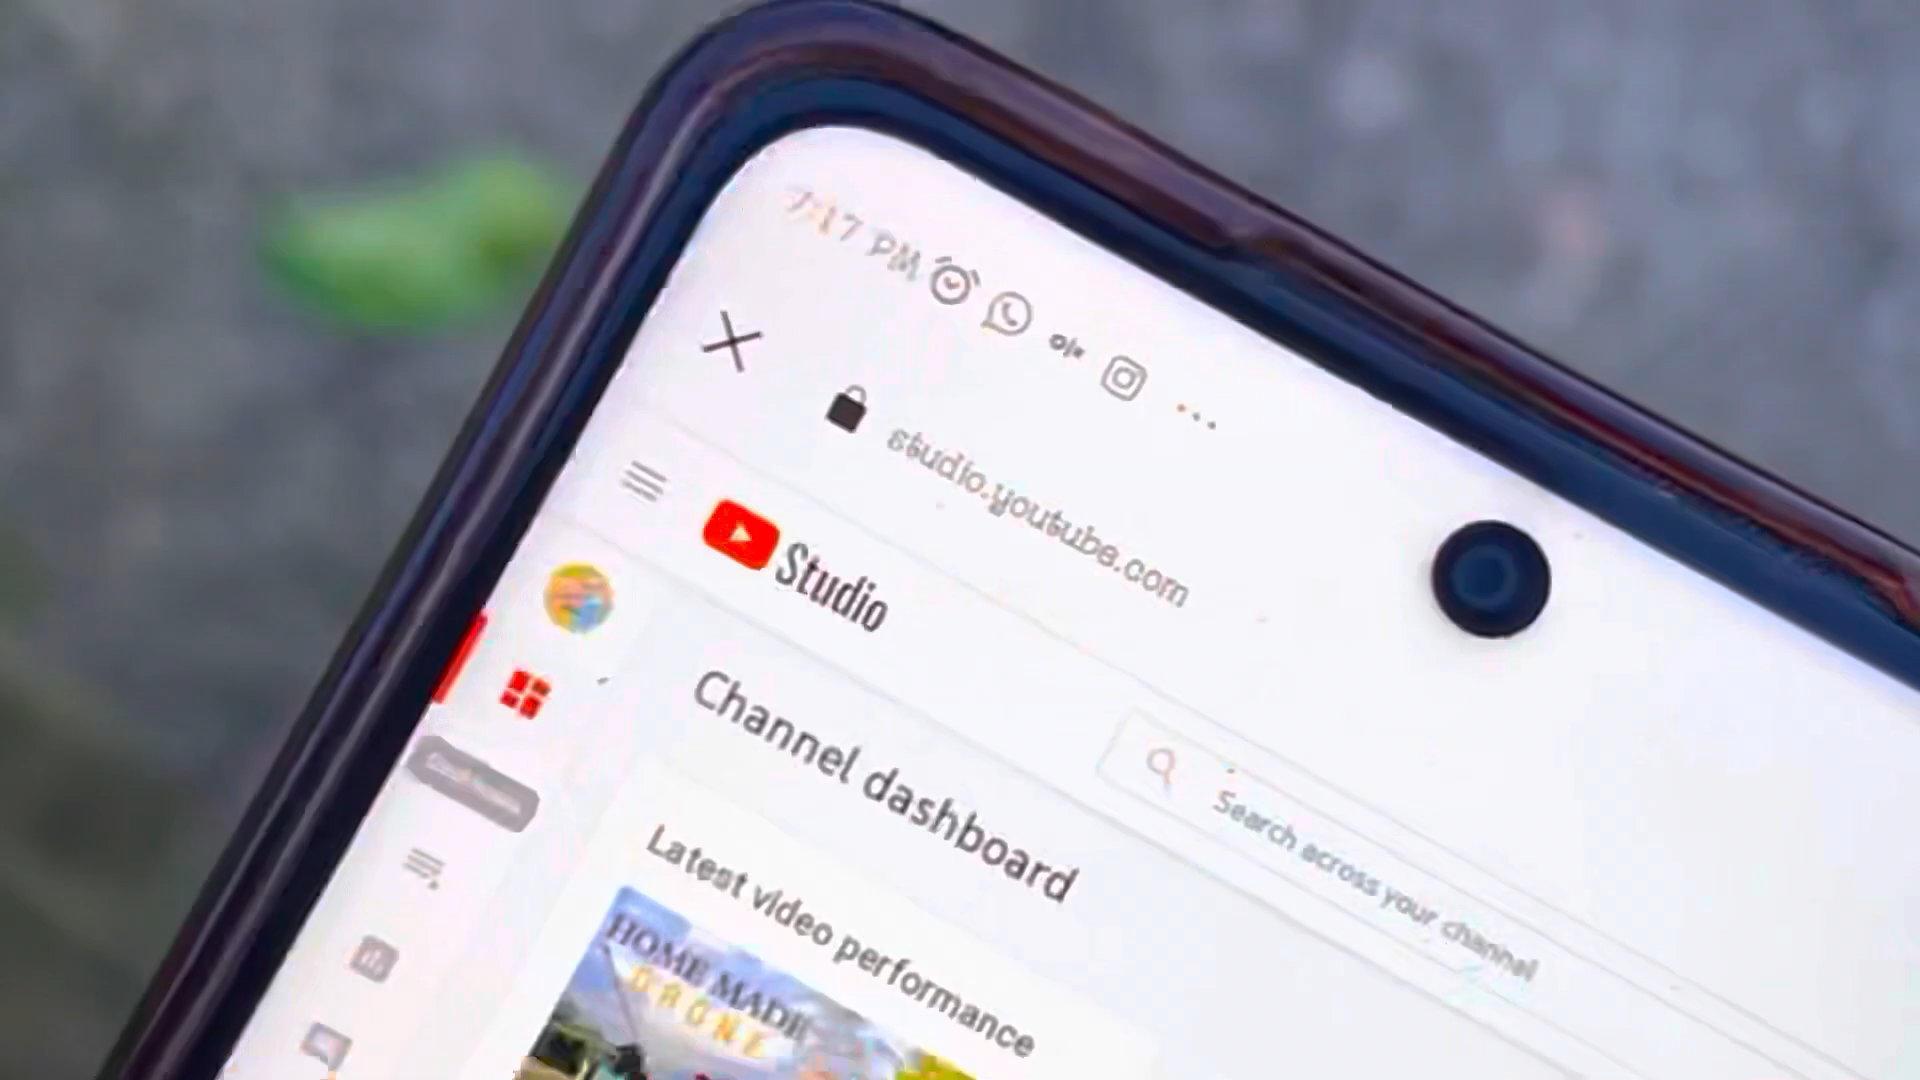 7:17 PM
studio.youtube.com
Studio
Search across your channel
Channel dashboard
Latest video performance
HOME MADE
DRONE